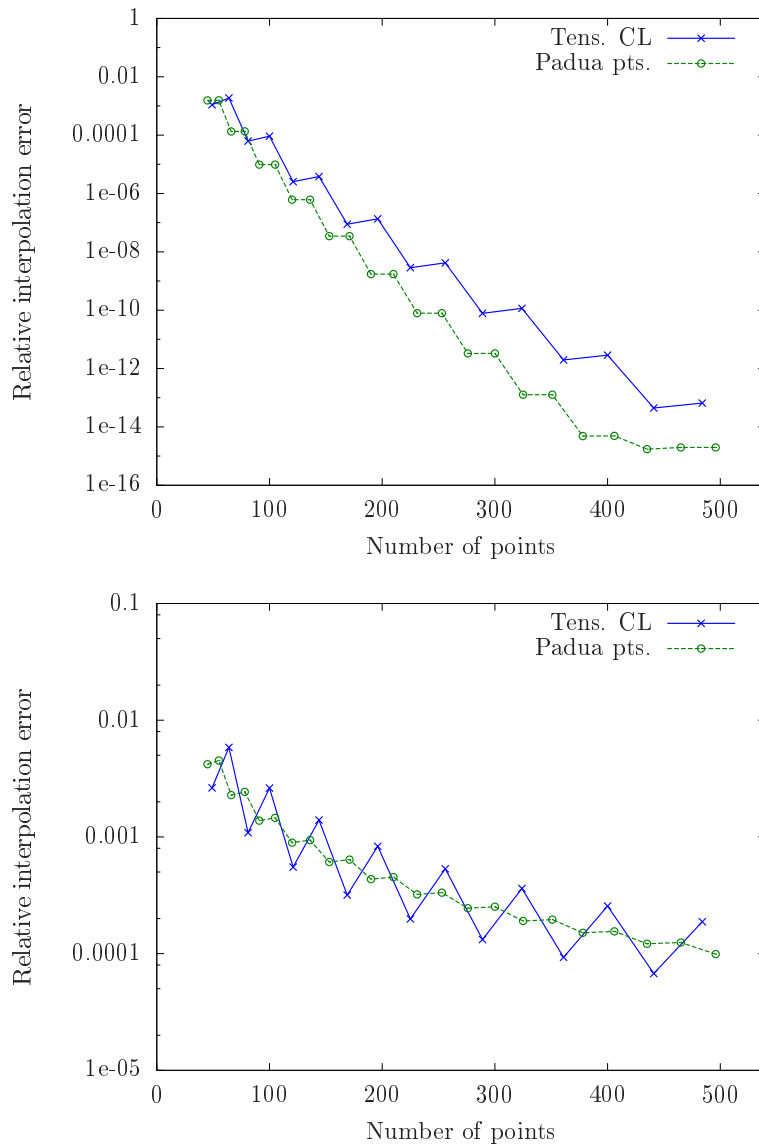 1
0.01
0.0001
1e-06
1e-08
1e-10
1e-12
1e-14
1e-16
0 100 200 300 400 500
Relative interpolation error
Number of points
Tens. CL
Padua pts.
0.1
0.01
0.001
0.0001
1e-05
0 100 200 300 400 500
Relative interpolation error
Number of points
Tens. CL
Padua pts.